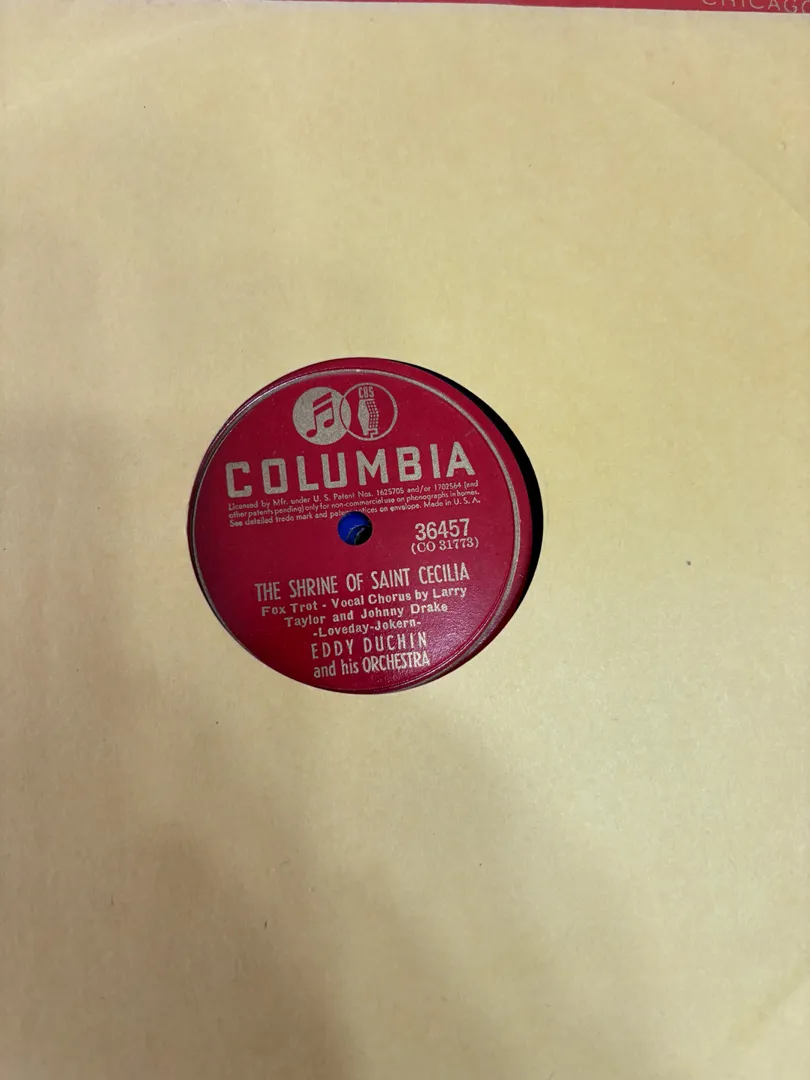 CHICAGO
CBS
COLUMBIA
Licensed by Mfr. under U. S. Patent Nos. 1625705 and/or 1702564 (and
other patents pending) only for non-commercial use on phonographs in homes.
See detailed trade mark and patent notices on envelope. Made in U. S. A.
36457
(CO 31773)
THE SHRINE OF SAINT CECILIA
Fox Trot - Vocal Chorus by Larry
Taylor and Johnny Drake
-Loveday-Jokern-
EDDY DUCHIN
and his ORCHESTRA